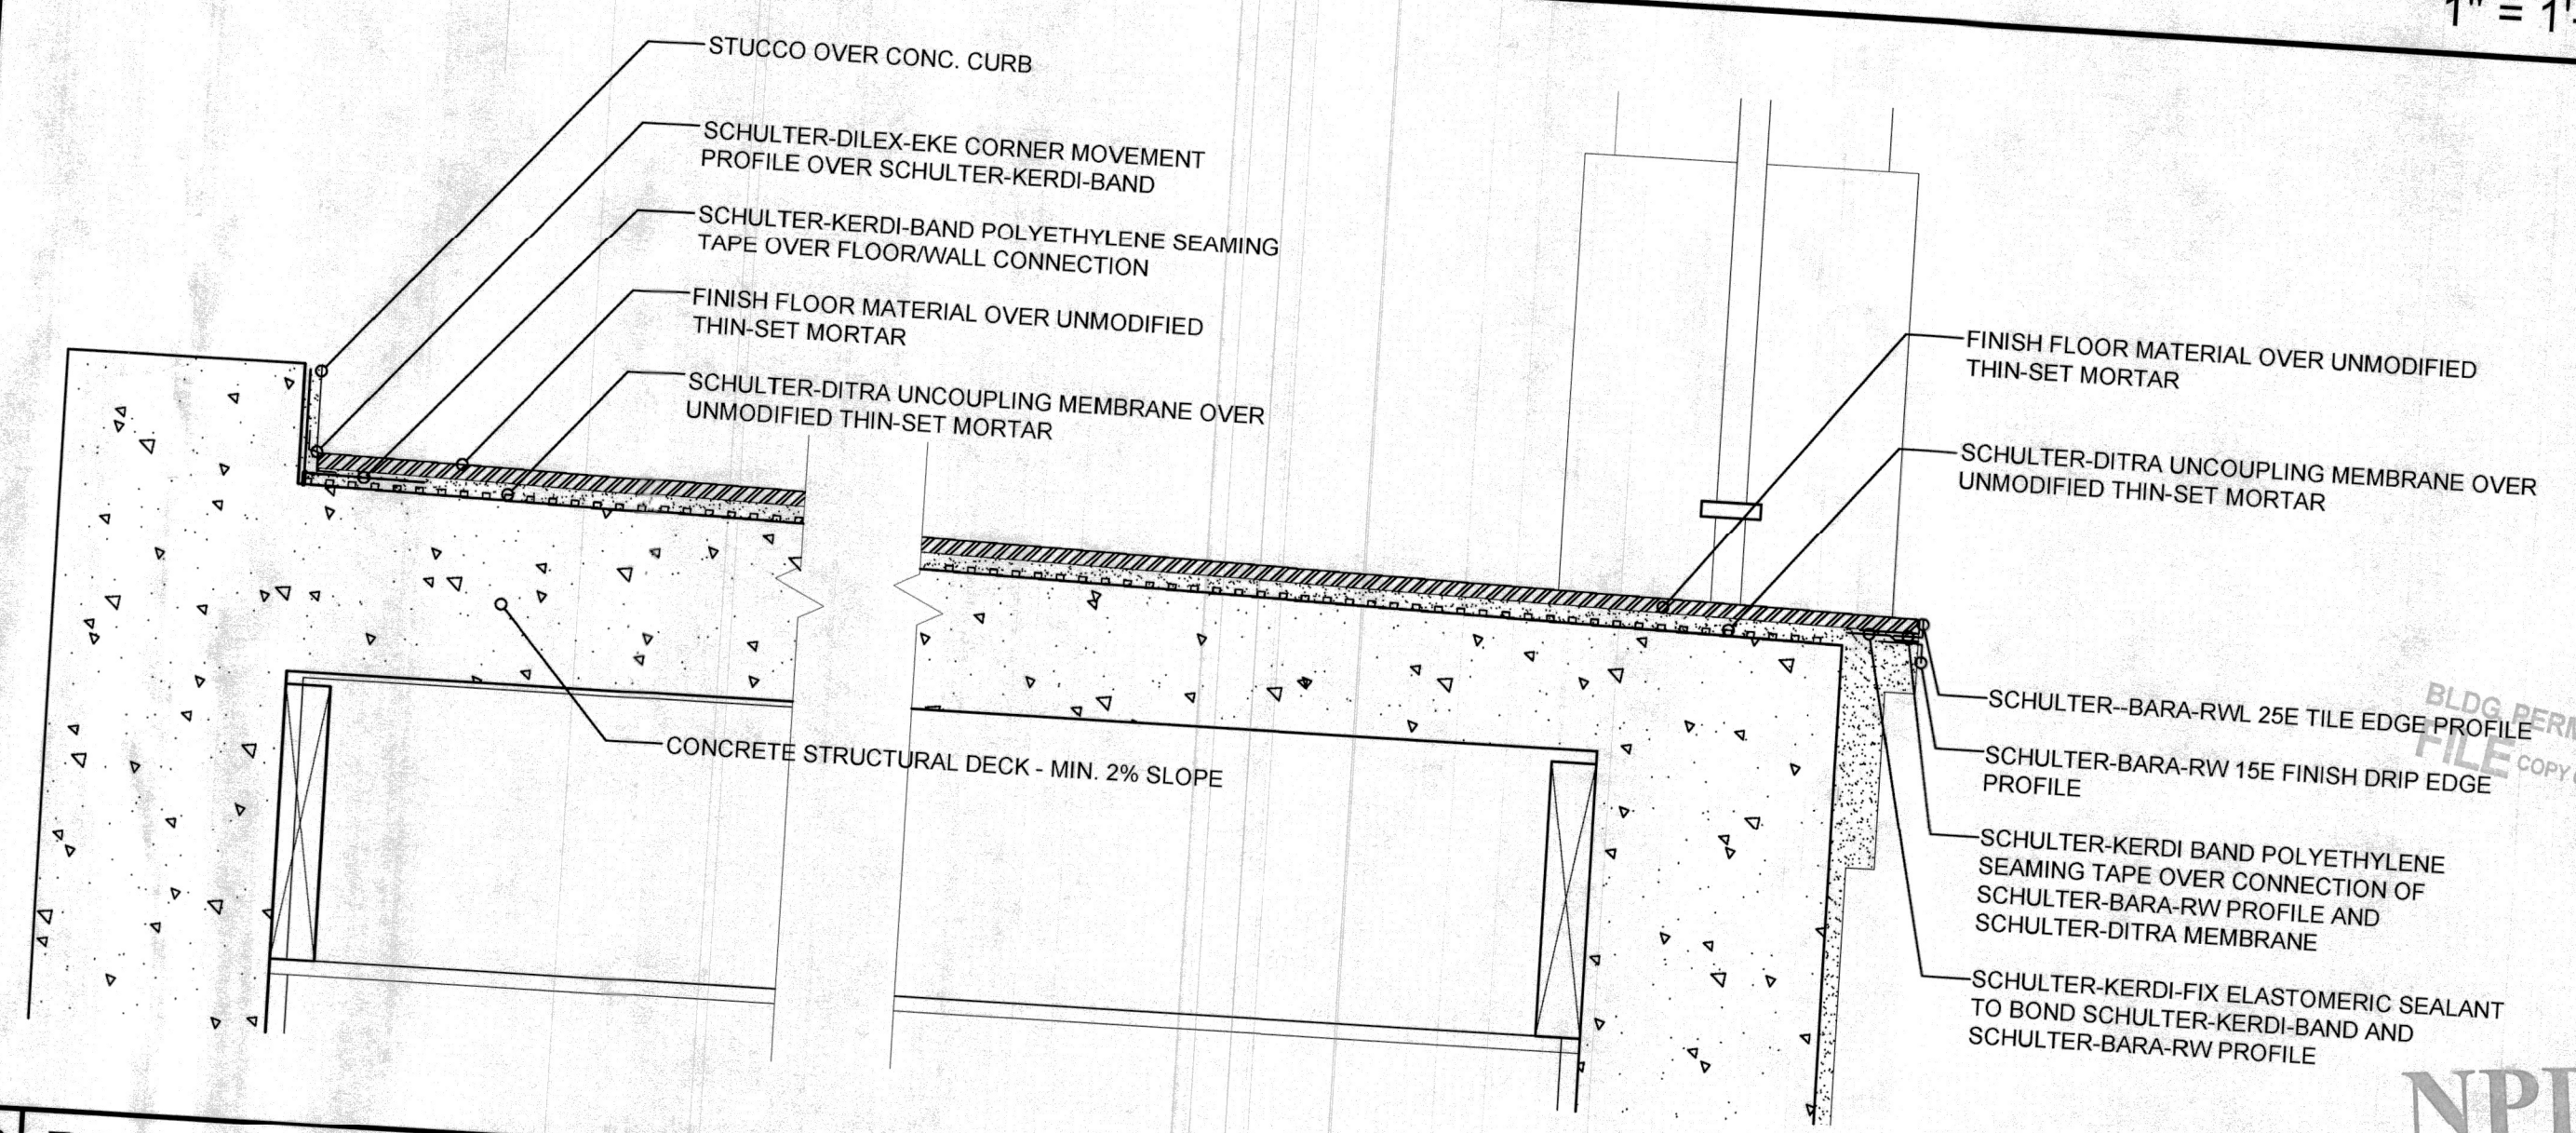 1" = 1'
STUCCO OVER CONC. CURB
SCHULTER-DILEX-EKE CORNER MOVEMENT
PROFILE OVER SCHULTER-KERDI-BAND
SCHULTER-KERDI-BAND POLYETHYLENE SEAMING
TAPE OVER FLOOR/WALL CONNECTION
FINISH FLOOR MATERIAL OVER UNMODIFIED
THIN-SET MORTAR
SCHULTER-DITRA UNCOUPLING MEMBRANE OVER
UNMODIFIED THIN-SET MORTAR
CONCRETE STRUCTURAL DECK - MIN. 2% SLOPE
FINISH FLOOR MATERIAL OVER UNMODIFIED
THIN-SET MORTAR
SCHULTER-DITRA UNCOUPLING MEMBRANE OVER
UNMODIFIED THIN-SET MORTAR
SCHULTER--BARA-RWL 25E TILE EDGE PROFILE
SCHULTER-BARA-RW 15E FINISH DRIP EDGE
PROFILE
SCHULTER-KERDI BAND POLYETHYLENE
SEAMING TAPE OVER CONNECTION OF
SCHULTER-BARA-RW PROFILE AND
SCHULTER-DITRA MEMBRANE
SCHULTER-KERDI-FIX ELASTOMERIC SEALANT
TO BOND SCHULTER-KERDI-BAND AND
SCHULTER-BARA-RW PROFILE
BLDG PERM
FILE COPY